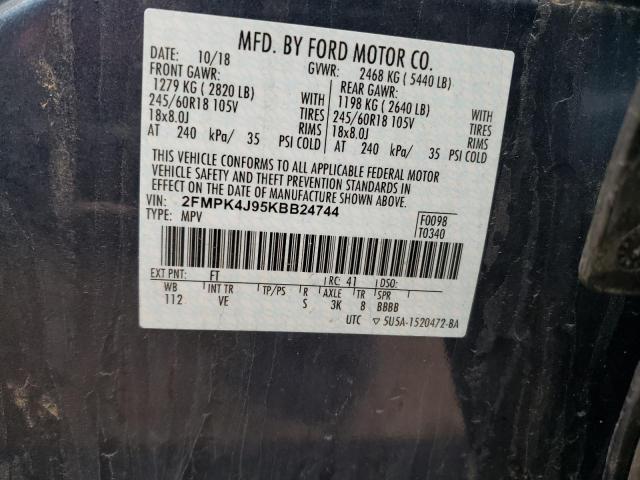 MFD. BY FORD MOTOR CO.
DATE: 10/18 GVWR: 2468 KG ( 5440 LB)
FRONT GAWR: REAR GAWR:
1279 KG ( 2820 LB) 1198 KG ( 2640 LB)
245/60R18 105V WITH TIRES 245/60R18 105V WITH TIRES
18x8.0J RIMS 18x8.0J RIMS
AT 240 kPa/ 35 PSI COLD AT 240 kPa/ 35 PSI COLD
THIS VEHICLE CONFORMS TO ALL APPLICABLE FEDERAL MOTOR
VEHICLE SAFETY AND THEFT PREVENTION STANDARDS IN
EFFECT ON THE DATE OF MANUFACTURE SHOWN ABOVE.
VIN: 2FMPK4J95KBB24744
TYPE: MPV
F0098
T0340
EXT PNT: FT RC: 41 DSO:
WB INT TR TP/PS R AXLE TR SPR
112 VE S 3K 8 BBBB
UTC ▽ 5U5A-1520472-BA